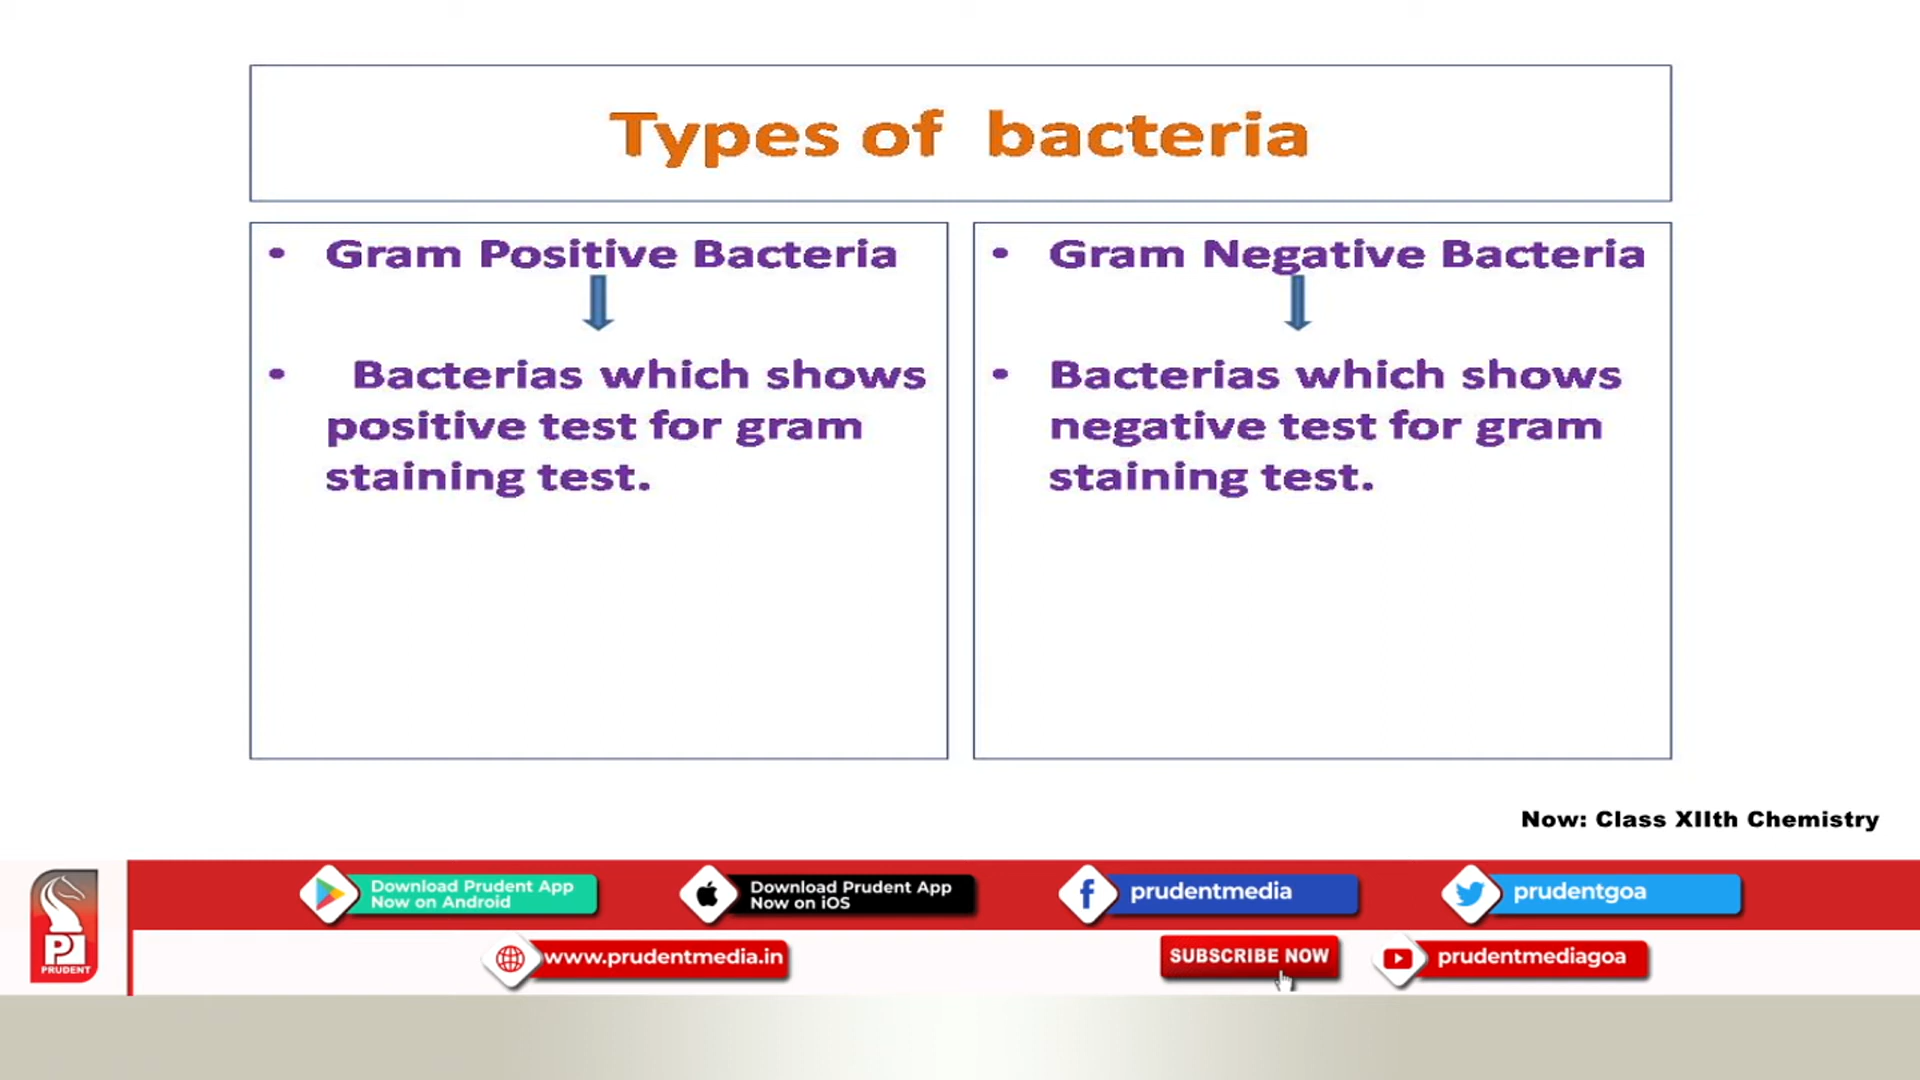 Types of bacteria
• Gram Positive Bacteria
• Bacterias which shows
positive test for gram
staining test.
• Gram Negative Bacteria
• Bacterias which shows
negative test for gram
staining test.
Now: Class XIIth Chemistry
PRUDENT
Download Prudent App
Now on Android
Download Prudent App
Now on iOS
prudentmedia
prudentgoa
www.prudentmedia.in
SUBSCRIBE NOW
prudentmediagoa